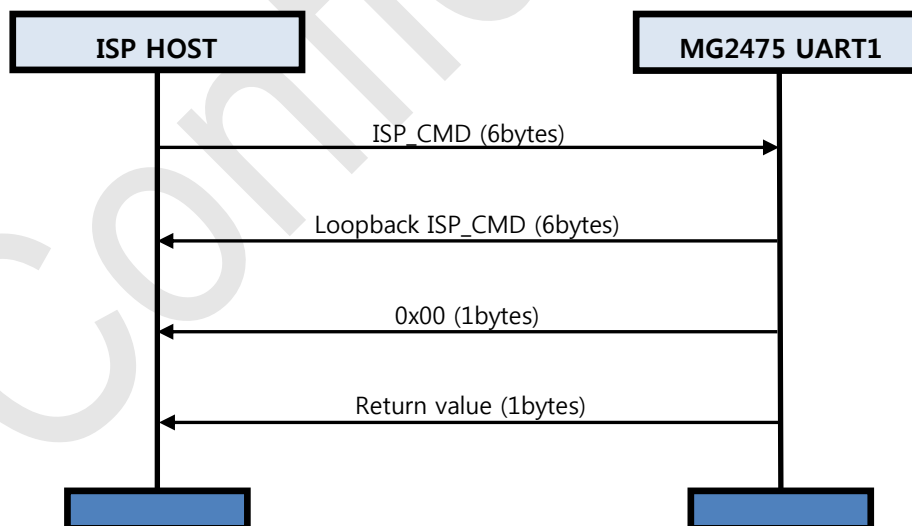 ISP HOST
MG2475 UART1
ISP_CMD (6bytes)
Loopback ISP_CMD (6bytes)
0x00 (1bytes)
Return value (1bytes)